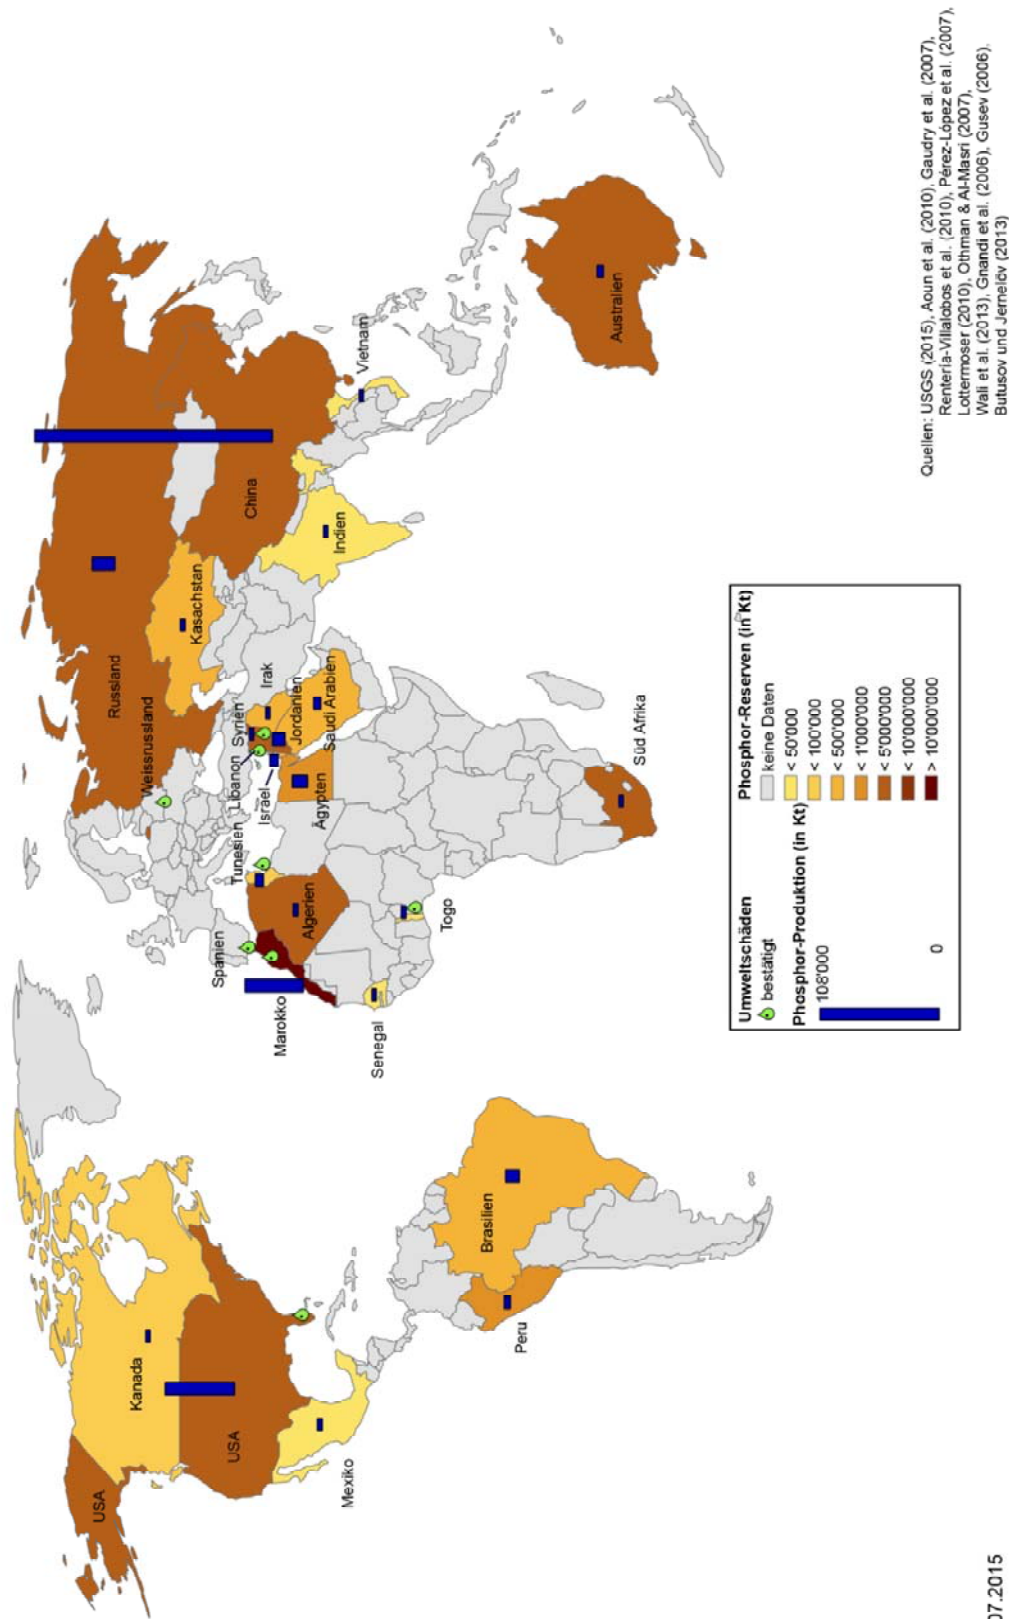 USA
Kanada
USA
Mexiko
Peru
Brasilien
Russland
Weissrussland
Kasachstan
China
Spanien
Tunesien
Libanon
Syrien
Israel
Irak
Jordanien
Saudi Arabien
Ägypten
Marokko
Algerien
Senegal
Togo
Süd Afrika
Indien
Vietnam
Australien
Umweltschäden
bestätigt
Phosphor-Produktion (in Kt)
108'000
0
Phosphor-Reserven (in Kt)
keine Daten
< 50'000
< 100'000
< 500'000
< 1'000'000
< 5'000'000
< 10'000'000
> 10'000'000
Quellen: USGS (2015), Aoun et al. (2010), Gaudry et al. (2007),
Rentería-Villalobos et al. (2010), Pérez-López et al. (2007),
Lottermoser (2010), Othman & Al-Masri (2007),
Wali et al. (2013), Gnandi et al. (2006), Gusev (2006).
Butusov und Jernelöv (2013)
07.2015